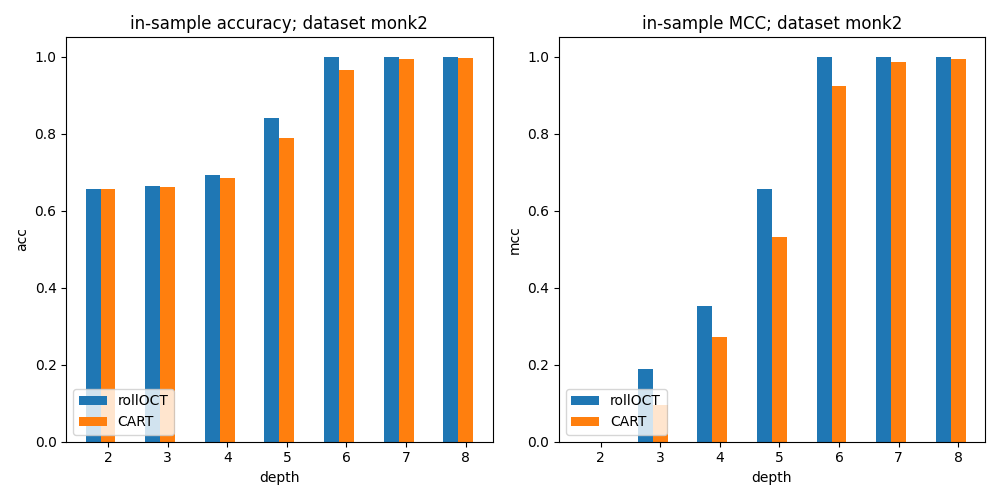 in-sample accuracy; dataset monk2
1.0
0.8
0.6
0.4
0.2
0.0
acc
rollOCT
CART
2 3 4 5 6 7 8
depth
in-sample MCC; dataset monk2
1.0
0.8
0.6
0.4
0.2
0.0
mcc
rollOCT
CART
2 3 4 5 6 7 8
depth